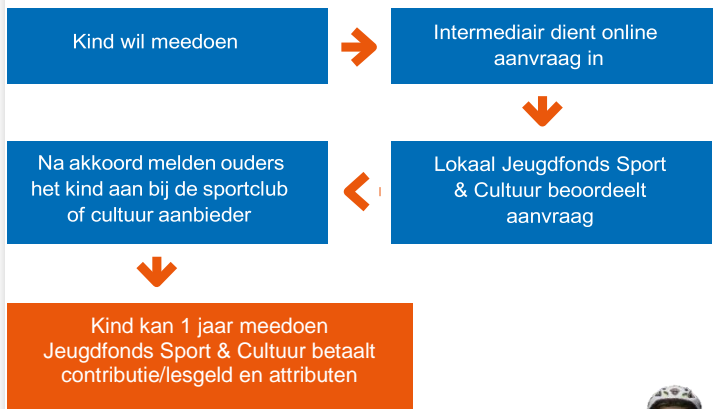 Kind wil meedoen
Intermediair dient online
aanvraag in
Lokaal Jeugdfonds Sport
& Cultuur beoordeelt
aanvraag
Na akkoord melden ouders
het kind aan bij de sportclub
of cultuur aanbieder
Kind kan 1 jaar meedoen
Jeugdfonds Sport & Cultuur betaalt
contributie/lesgeld en attributen